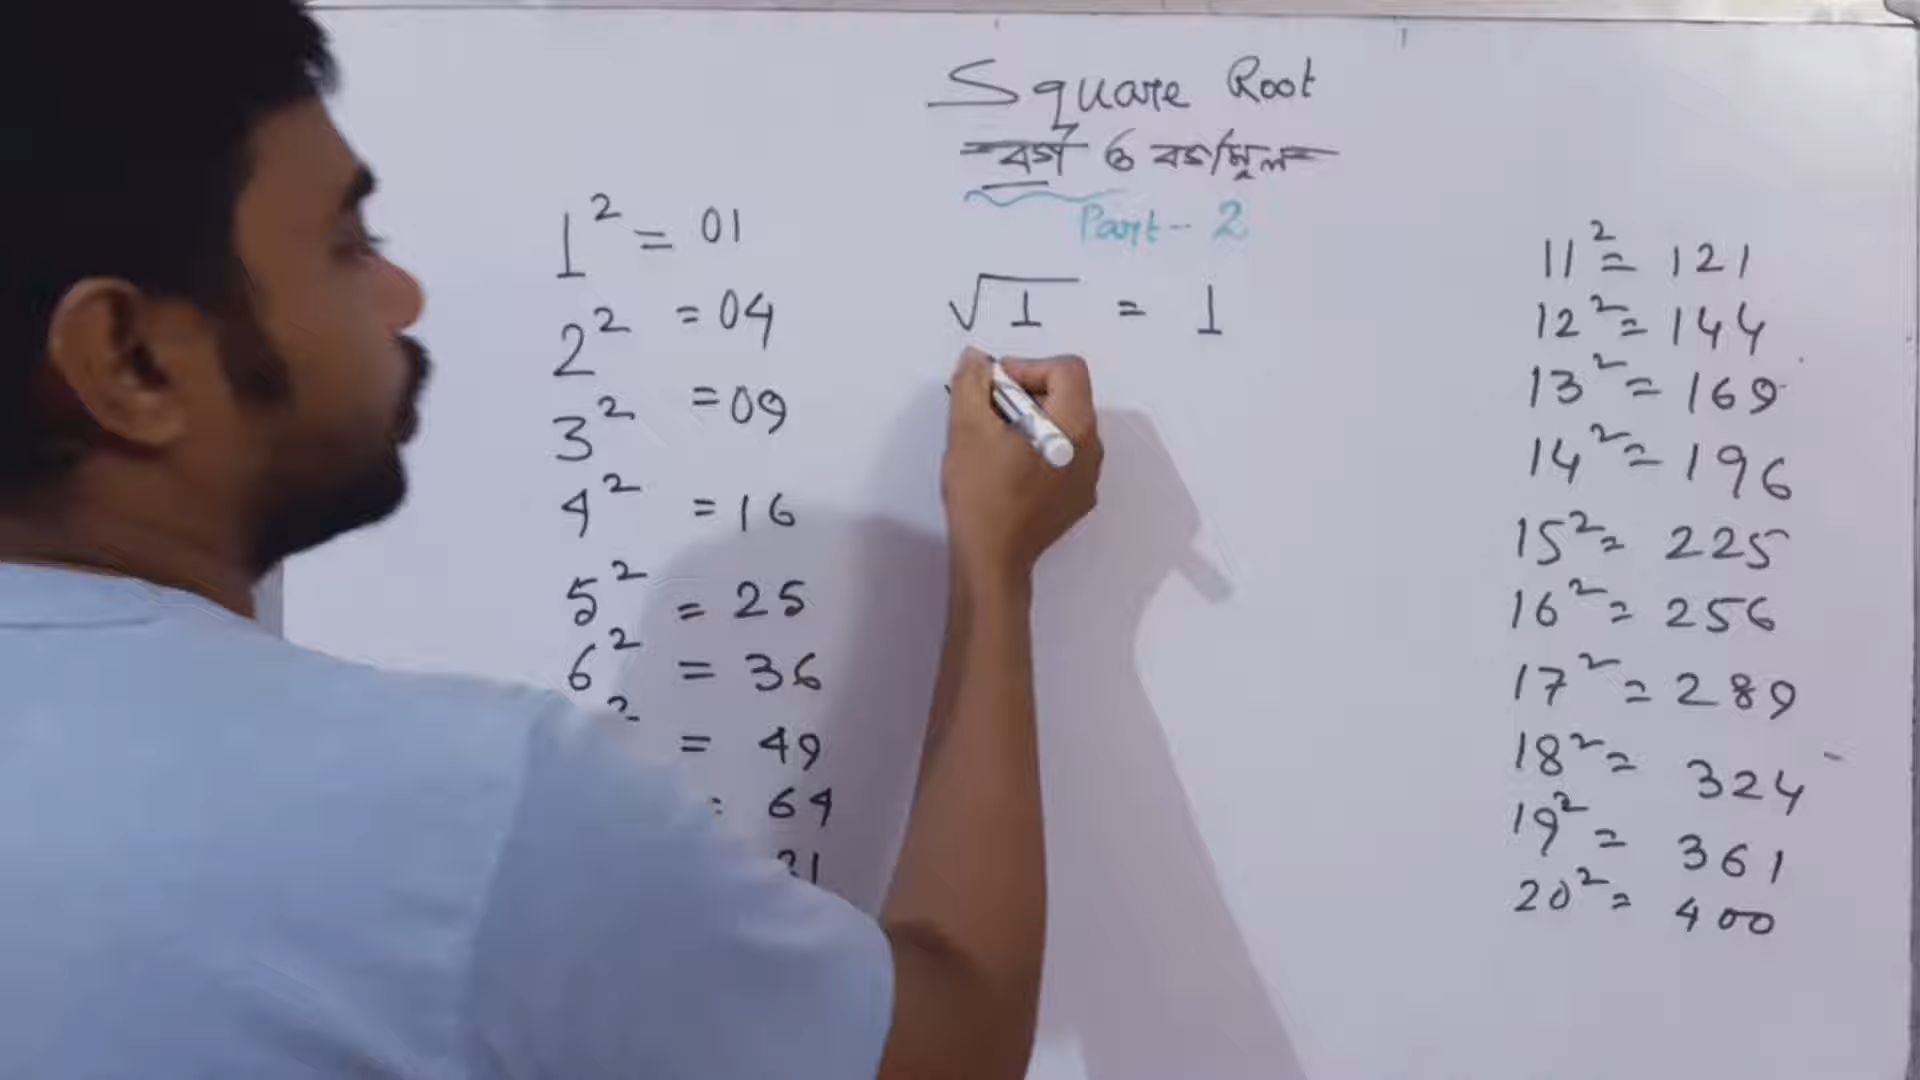 Square Root
বর্গ ও বর্গমূল
Part - 2
1² = 01
2² = 04
3² = 09
4² = 16
5² = 25
6² = 36
² = 49
= 64
31
√1 = 1
11² = 121
12² = 144
13² = 169
14² = 196
15² = 225
16² = 256
17² = 289
18² = 324
19² = 361
20² = 400